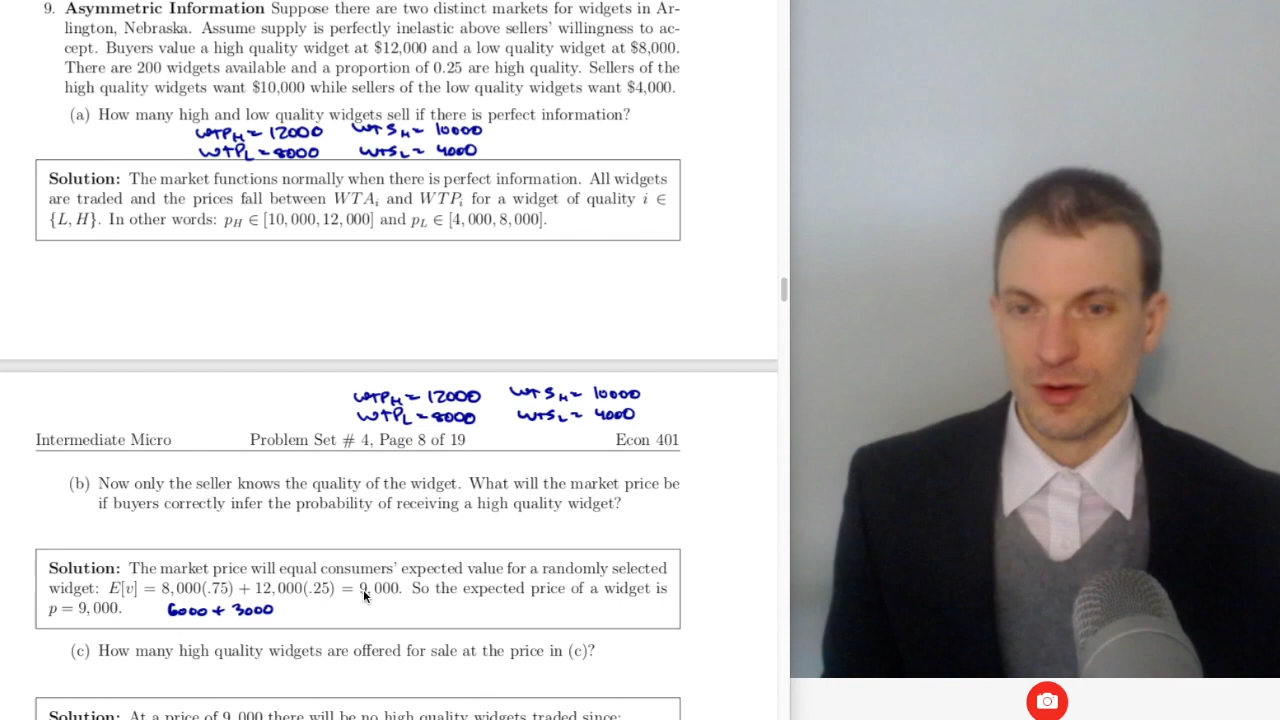 9. Asymmetric Information Suppose there are two distinct markets for widgets in Ar-
lington, Nebraska. Assume supply is perfectly inelastic above sellers' willingness to ac-
cept. Buyers value a high quality widget at $12,000 and a low quality widget at $8,000.
There are 200 widgets available and a proportion of 0.25 are high quality. Sellers of the
high quality widgets want $10,000 while sellers of the low quality widgets want $4,000.
(a) How many high and low quality widgets sell if there is perfect information?
WTP_H = 12000 WTS_H = 10000
WTP_L = 8000 WTS_L = 4000
Solution: The market functions normally when there is perfect information. All widgets
are traded and the prices fall between WTA_i and WTP_i for a widget of quality i ∈
{L, H}. In other words: p_H ∈ [10, 000, 12, 000] and p_L ∈ [4, 000, 8, 000].
WTP_H = 12000 WTS_H = 10000
WTP_L = 8000 WTS_L = 4000
Intermediate Micro Problem Set # 4, Page 8 of 19 Econ 401
(b) Now only the seller knows the quality of the widget. What will the market price be
if buyers correctly infer the probability of receiving a high quality widget?
Solution: The market price will equal consumers' expected value for a randomly selected
widget: E[v] = 8, 000(.75) + 12, 000(.25) = 9, 000. So the expected price of a widget is
p = 9, 000. 6000 + 3000
(c) How many high quality widgets are offered for sale at the price in (c)?
Solution: At a price of 9, 000 there will be no high quality widgets traded since: